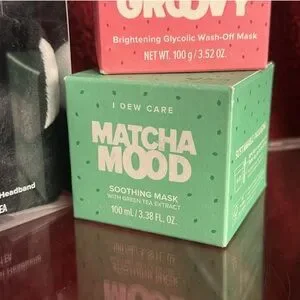 GROOVY
Brightening Glycolic Wash-Off Mask
NET WT. 100 g / 3.52 OZ.
I DEW CARE
MATCHA
MOOD
SOOTHING MASK
WITH GREEN TEA EXTRACT
100 mL / 3.38 FL. OZ.
Headband